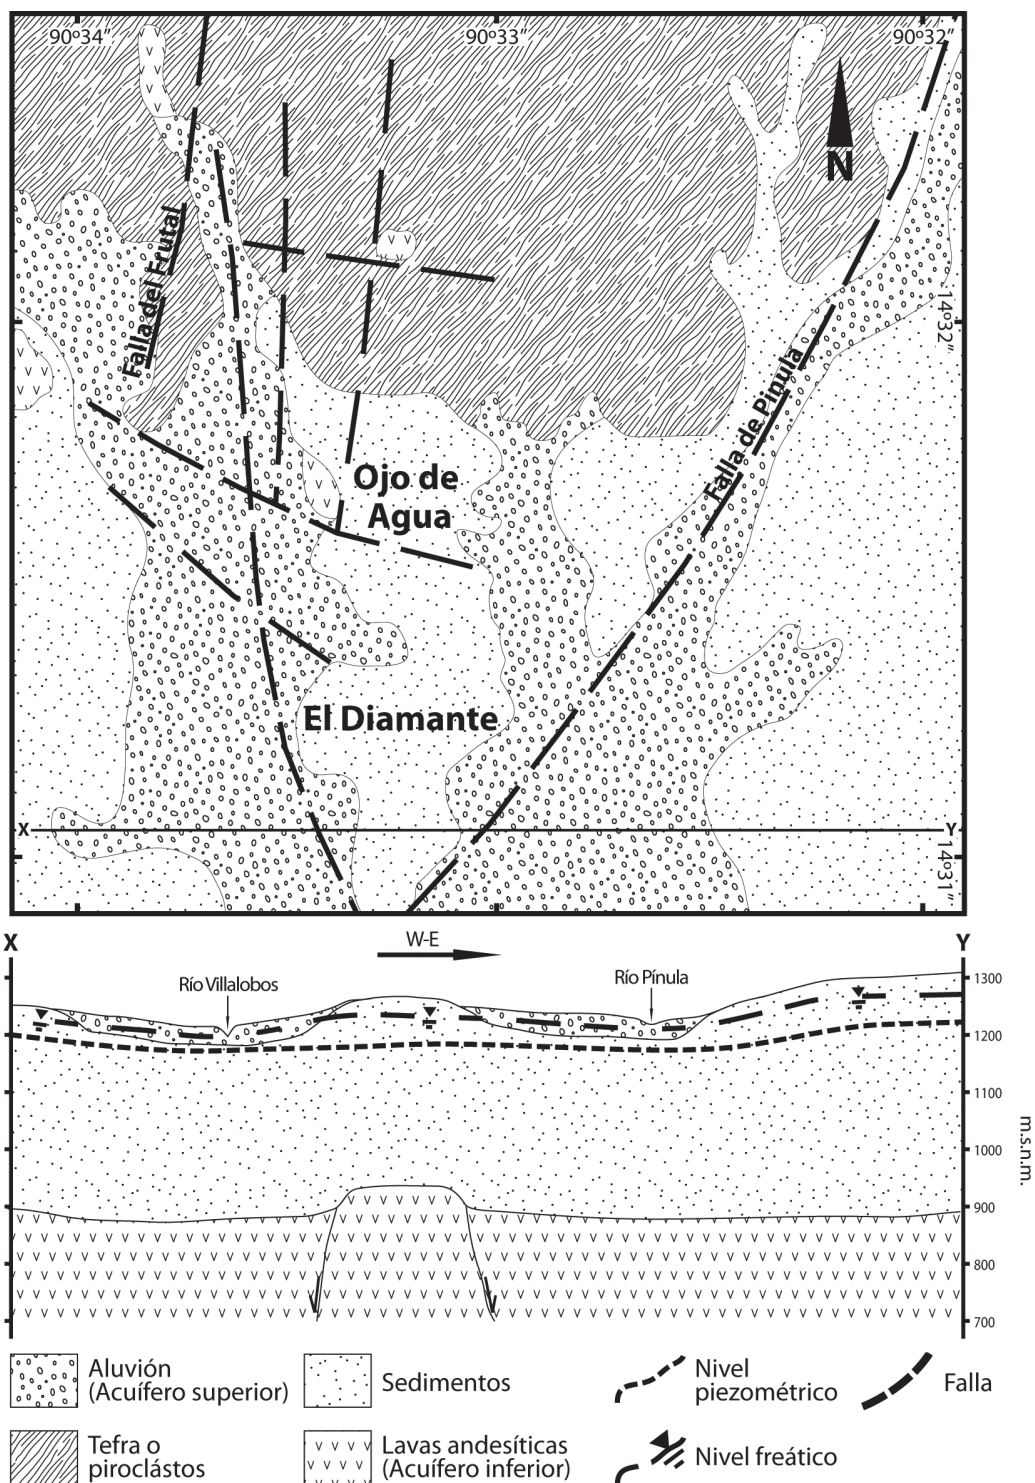 90º34’’
90º33’’
90º32’’
N
Falla del Frutal
14º32’’
Falla de Pinula
Ojo de
Agua
El Diamante
X
Y
14º31’’
X
W-E
Y
Río Villalobos
Río Pínula
1300
1200
1100
1000
900
800
700
m.s.n.m.
Aluvión
(Acuífero superior)
Sedimentos
Nivel
piezométrico
Falla
Tefra o
piroclástos
Lavas andesíticas
(Acuífero inferior)
Nivel freático